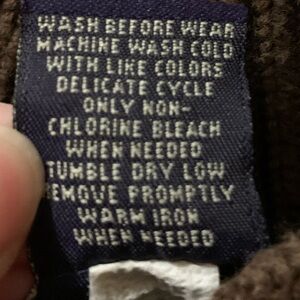 WASH BEFORE WEAR
MACHINE WASH COLD
WITH LIKE COLORS
DELICATE CYCLE
ONLY NON-
CHLORINE BLEACH
WHEN NEEDED
TUMBLE DRY LOW
EMOVE PROMPTLY
WARM IRON
WHEN NEEDED